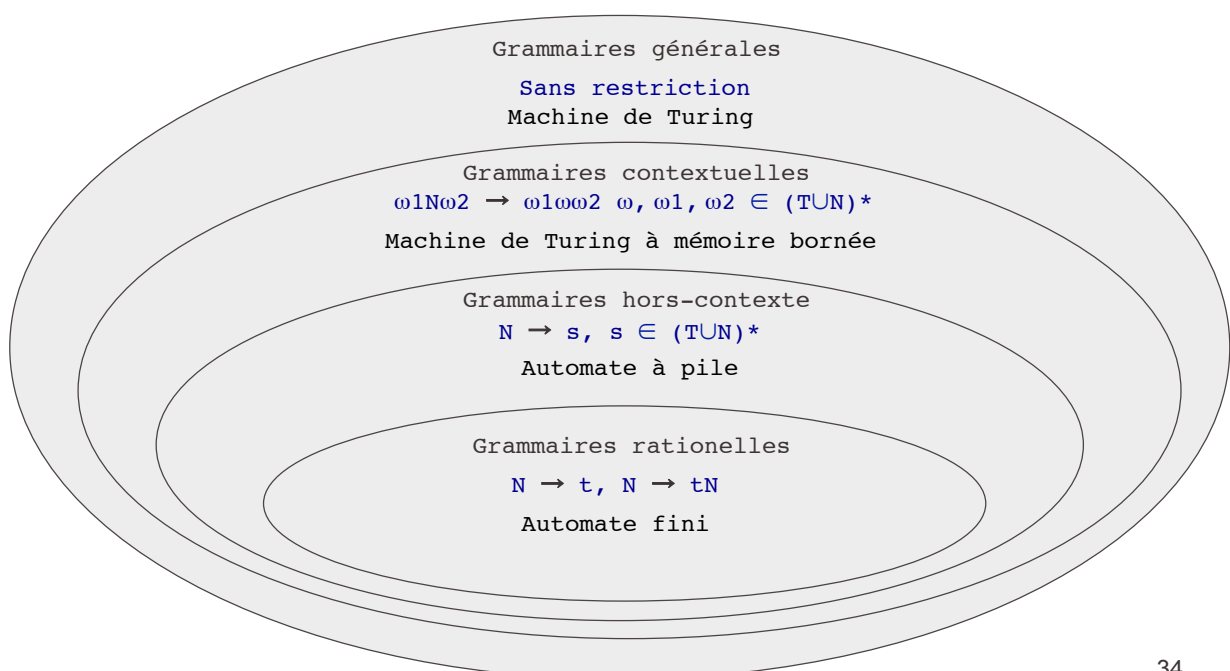 Grammaires générales
Sans restriction
Machine de Turing
Grammaires contextuelles
ω1Nω2 → ω1ωω2 ω, ω1, ω2 ∈ (T∪N)*
Machine de Turing à mémoire bornée
Grammaires hors-contexte
N → s, s ∈ (T∪N)*
Automate à pile
Grammaires rationelles
N → t, N → tN
Automate fini
34